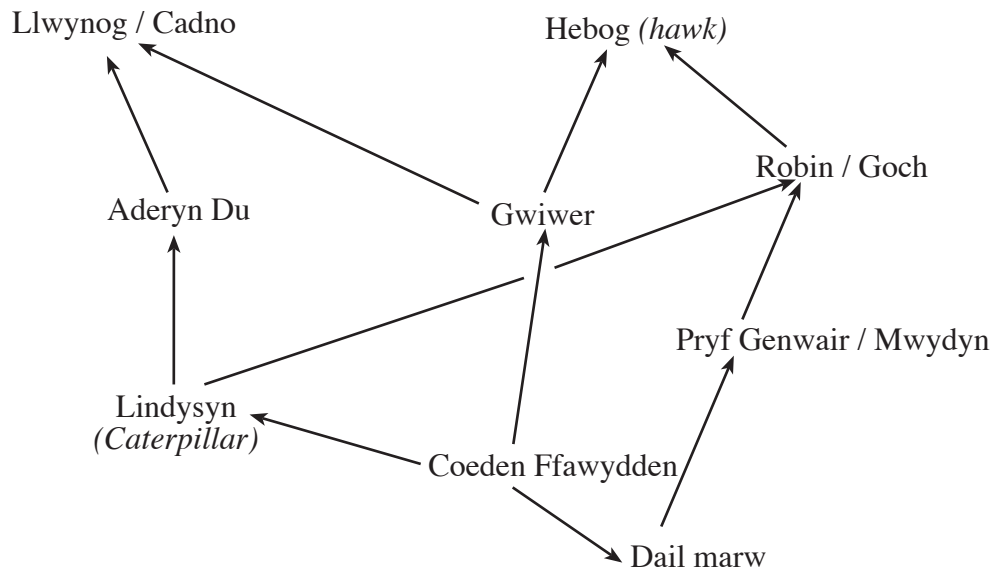 Llwynog / Cadno
Hebog (hawk)
Robin / Goch
Aderyn Du
Gwiwer
Pryf Genwair / Mwydyn
Lindysyn
(Caterpillar)
Coeden Ffawydden
Dail marw